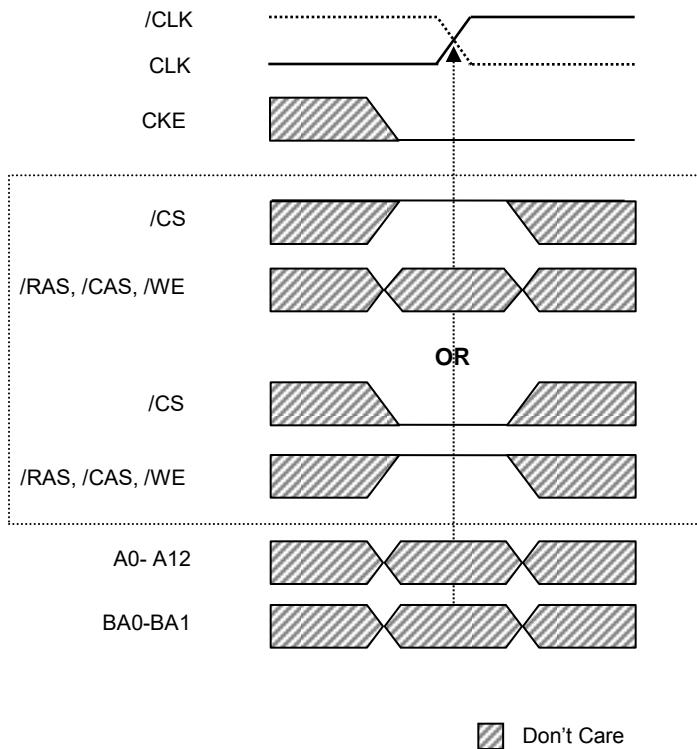 /CLK
CLK
CKE
/CS
/RAS, /CAS, /WE
OR
/CS
/RAS, /CAS, /WE
A0- A12
BA0-BA1
Don't Care